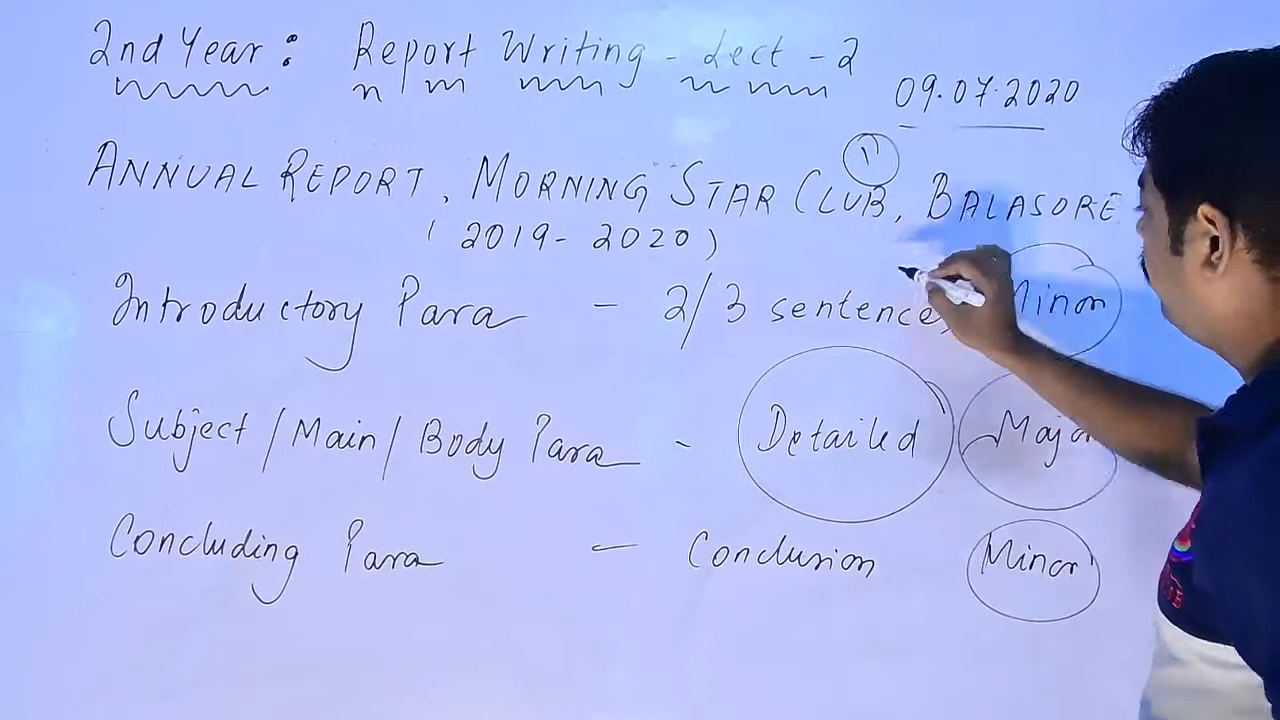 2nd Year : Report Writing - Lect - 2
09.07.2020
ANNUAL REPORT, MORNING STAR CLUB, BALASORE
( 2019 - 2020 )
Introductory Para - 2/3 sentences Minor
Subject / Main / Body Para - Detailed Major
Concluding Para - Conclusion Minor